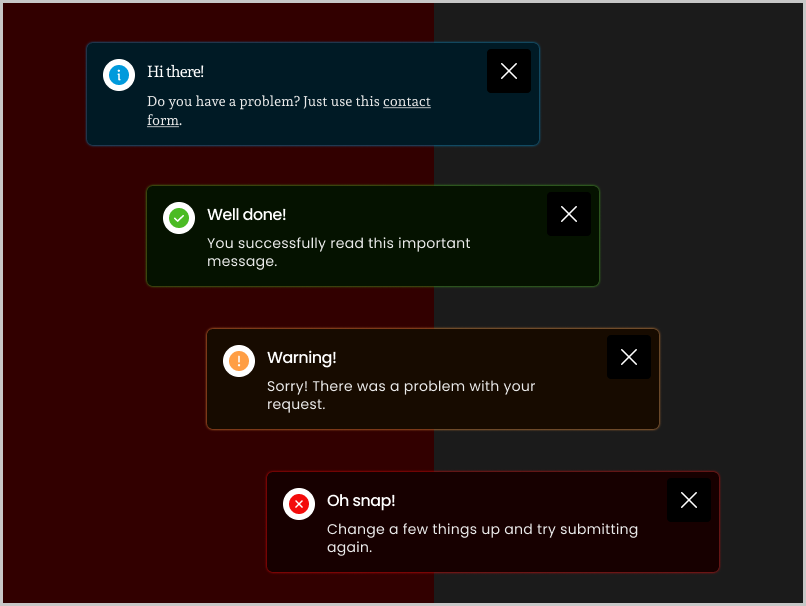 Hi there!
Do you have a problem? Just use this contact
form.
Well done!
You successfully read this important
message.
Warning!
Sorry! There was a problem with your
request.
Oh snap!
Change a few things up and try submitting
again.